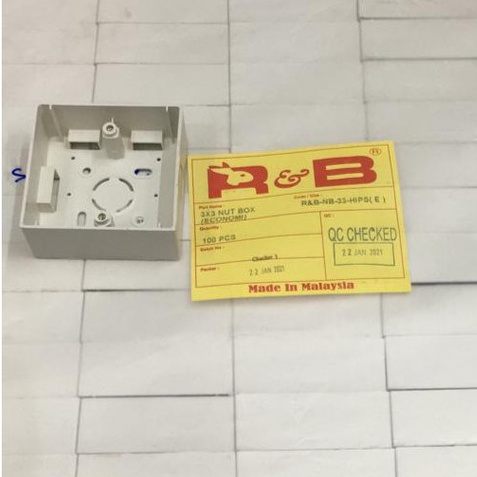 R&B ®
Part Name :
3X3 NUT BOX
(ECONOMI)
Code / Size :
R&B-NB-33-HIPS( E )
Quantity :
100 PCS
QC :
QC CHECKED
22 JAN 2021
Batch No :
Checker 1
Packer :
22 JAN 2021
Made In Malaysia
S